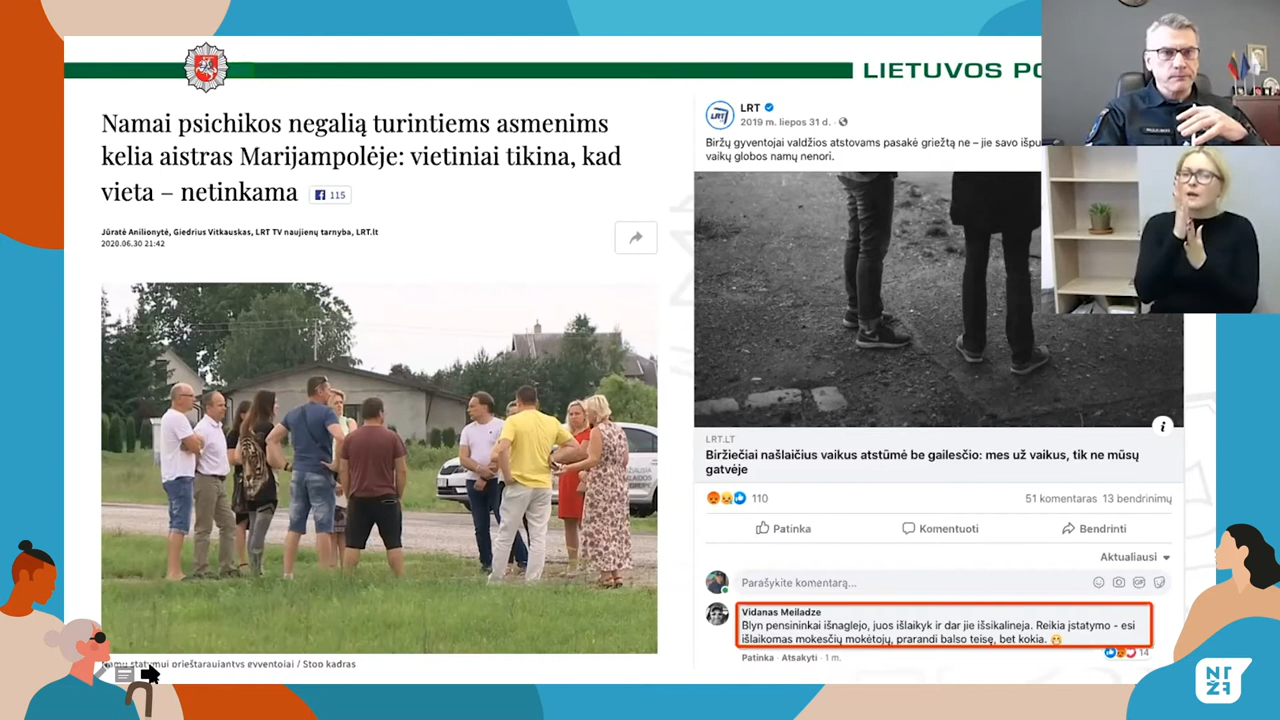 LIETUVOS PO
Namai psichikos negalią turintiems asmenims
kelia aistras Marijampolėje: vietiniai tikina, kad
vieta – netinkama
115
Jūratė Anilionytė, Giedrius Vitkauskas, LRT TV naujienų tarnyba, LRT.lt
2020.06.30 21:42
Namų statymui prieštaraujantys gyventojai / Stop kadras
LRT
LRT
2019 m. liepos 31 d.
Biržų gyventojai valdžios atstovams pasakė griežtą ne – jie savo išpu
vaikų globos namų nenori.
LRT.LT
Biržiečiai našlaičius vaikus atstūmė be gailesčio: mes už vaikus, tik ne mūsų
gatvėje
110
51 komentaras 13 bendrinimų
Patinka
Komentuoti
Bendrinti
Aktualiausi
Parašykite komentarą...
GIF
Vidanas Meiladze
Blyn pensininkai išnaglejo, juos išlaikyk ir dar jie išsikalineja. Reikia įstatymo - esi
išlaikomas mokesčių mokėtojų, prarandi balso teisę, bet kokia.
14
Patinka · Atsakyti · 1 m.